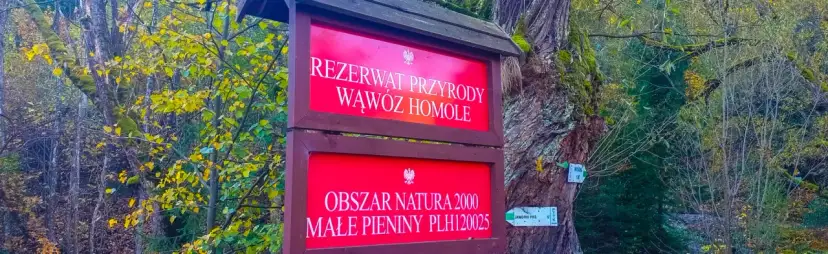 REZERWAT PRZYRODY
WĄWÓZ HOMOLE
OBSZAR NATURA 2000
MAŁE PIENINY PLH120025